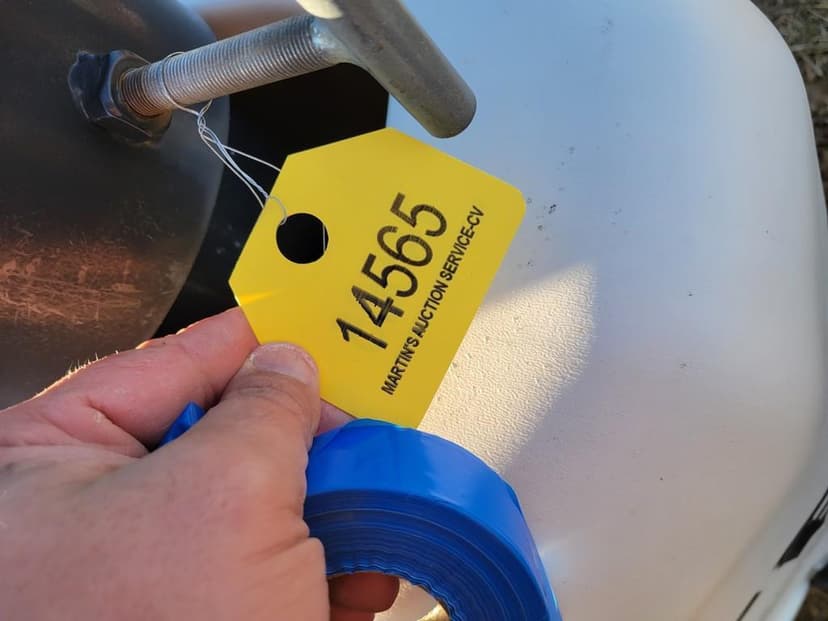 14565
MARTIN'S AUCTION SERVICE-CV